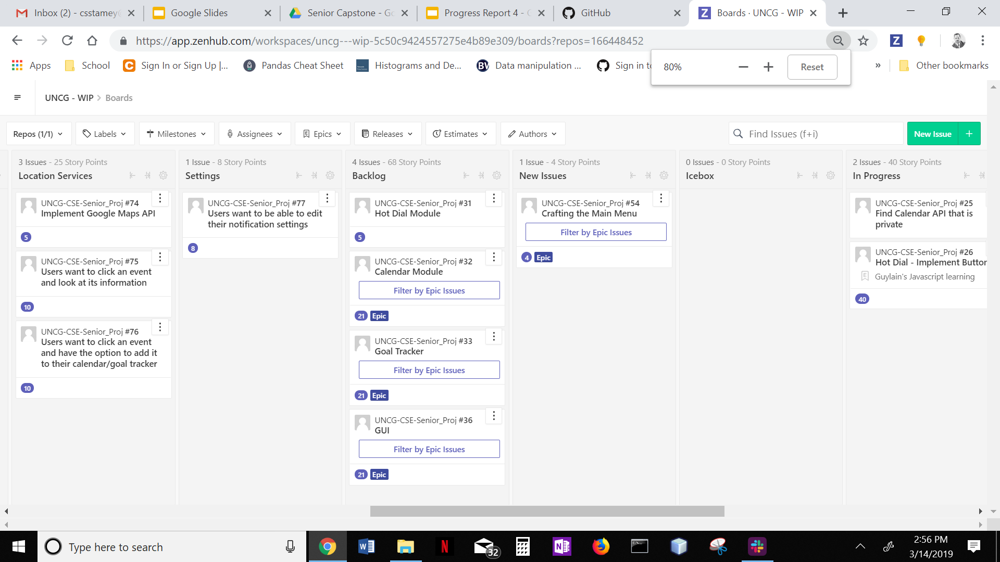 Inbox (2) - csstamey@
Google Slides
Senior Capstone - Go
Progress Report 4 - G
GitHub
Boards · UNCG - WIP
https://app.zenhub.com/workspaces/uncg---wip-5c50c9424557275e4b89e309/boards?repos=166448452
Apps
School
Sign In or Sign Up |...
Pandas Cheat Sheet
Histograms and De...
BV
Data manipulation ...
Sign in to
»
Other bookmarks
80%
Reset
UNCG - WIP > Boards
Repos (1/1)
Labels
Milestones
Assignees
Epics
Releases
Estimates
Authors
Find Issues (f+i)
New Issue +
3 Issues - 25 Story Points
Location Services
UNCG-CSE-Senior_Proj #74
Implement Google Maps API
5
UNCG-CSE-Senior_Proj #75
Users want to click an event
and look at its information
10
UNCG-CSE-Senior_Proj #76
Users want to click an event
and have the option to add it
to their calendar/goal tracker
10
1 Issue - 8 Story Points
Settings
UNCG-CSE-Senior_Proj #77
Users want to be able to edit
their notification settings
8
4 Issues - 68 Story Points
Backlog
UNCG-CSE-Senior_Proj #31
Hot Dial Module
5
UNCG-CSE-Senior_Proj #32
Calendar Module
Filter by Epic Issues
21 Epic
UNCG-CSE-Senior_Proj #33
Goal Tracker
Filter by Epic Issues
21 Epic
UNCG-CSE-Senior_Proj #36
GUI
Filter by Epic Issues
21 Epic
1 Issue - 4 Story Points
New Issues
UNCG-CSE-Senior_Proj #54
Crafting the Main Menu
Filter by Epic Issues
4 Epic
0 Issues - 0 Story Points
Icebox
2 Issues - 40 Story Points
In Progress
UNCG-CSE-Senior_Proj #25
Find Calendar API that is
private
UNCG-CSE-Senior_Proj #26
Hot Dial - Implement Button
Guylain's Javascript learning
40
Type here to search
32
2:56 PM
3/14/2019